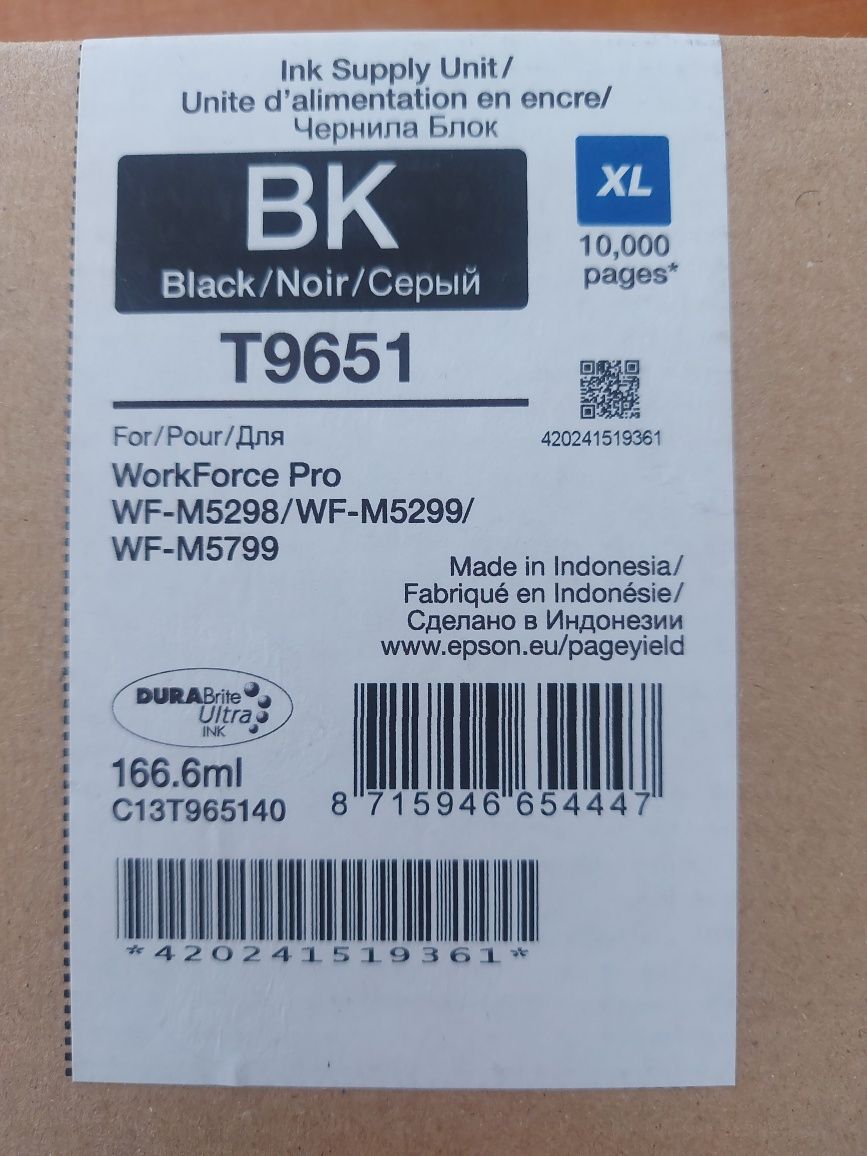 Ink Supply Unit/
Unite d'alimentation en encre/
Чернила Блок
BK
Black/Noir/Серый
XL
10,000
pages*
T9651
420241519361
For/Pour/Для
WorkForce Pro
WF-M5298/WF-M5299/
WF-M5799
Made in Indonesia/
Fabriqué en Indonésie/
Сделано в Индонезии
www.epson.eu/pageyield
DURABrite
Ultra
INK
166.6ml
C13T965140
8 715946 654447
*420241519361*